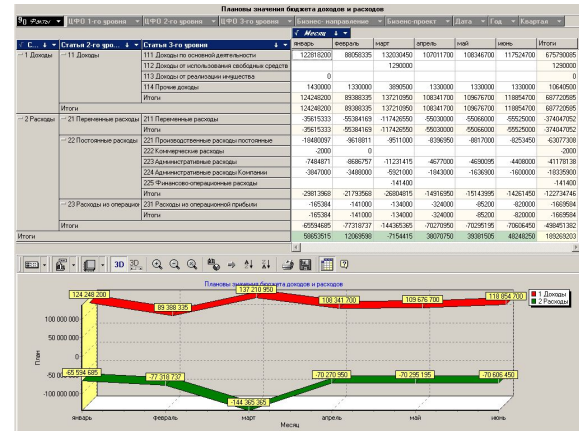 Плановы значения бюджета доходов и расходов
Факты ЦФО 1-го уровня ЦФО 2-го уровня ЦФО 3-го уровня Бизнес-направление Бизнес-проект Дата Год Квартал
Месяц
С... Статья 2-го уро... Статья 3-го уровня январь февраль март апрель май июнь Итоги
1 Доходы 11 Доходы 111 Доходы по основной деятельности 122818200 88058335 132030450 107011700 108346700 117524700 675790085
112 Доходы от использования свободных средств 1290000 1290000
113 Доходы от реализации имущества 0 0
114 Прочие доходы 1430000 1330000 3890500 1330000 1330000 1330000 10640500
Итоги 124248200 89388335 137210950 108341700 109676700 118854700 687720585
Итоги 124248200 89388335 137210950 108341700 109676700 118854700 687720585
2 Расходы 21 Переменные расходы 211 Переменные расходы -35615333 -55384169 -117426550 -55030000 -55066000 -55525000 -374047052
Итоги -35615333 -55384169 -117426550 -55030000 -55066000 -55525000 -374047052
22 Постоянные расходы 221 Производственные расходы постоянные -18480097 -9618811 -9511000 -8396950 -8817000 -8253450 -63077308
222 Коммерческие расходы -2000 0 -2000
223 Административные расходы -7484871 -8686757 -11231415 -4677000 -4690095 -4408000 -41178138
224 Административные расходы Компании -3847000 -3488000 -5921000 -1843000 -1636900 -1600000 -18335900
225 Финансово-операционные расходы -141400 -141400
Итоги -29813968 -21793568 -26804815 -14916950 -15143995 -14261450 -122734746
23 Расходы из операцион 231 Расходы из операционной прибыли -165384 -141000 -134000 -324000 -85200 -820000 -1669584
Итоги -165384 -141000 -134000 -324000 -85200 -820000 -1669584
Итоги -65594685 -77318737 -144365365 -70270950 -70295195 -70606450 -498451382
Итоги 58653515 12069598 -7154415 38070750 39381505 48248250 189269203
3D 3D
Плановы значения бюджета доходов и расходов
124 248 200 89 388 335 137 210 950 108 341 700 109 676 700 118 854 700
1 Доходы
2 Расходы
100 000 000
50 000 000
0
-50 00
-100 000 000
План
-65 594 685 -77 318 737 -144 365 365 -70 270 950 -70 295 195 -70 606 450
январь февраль март апрель май июнь
Месяц